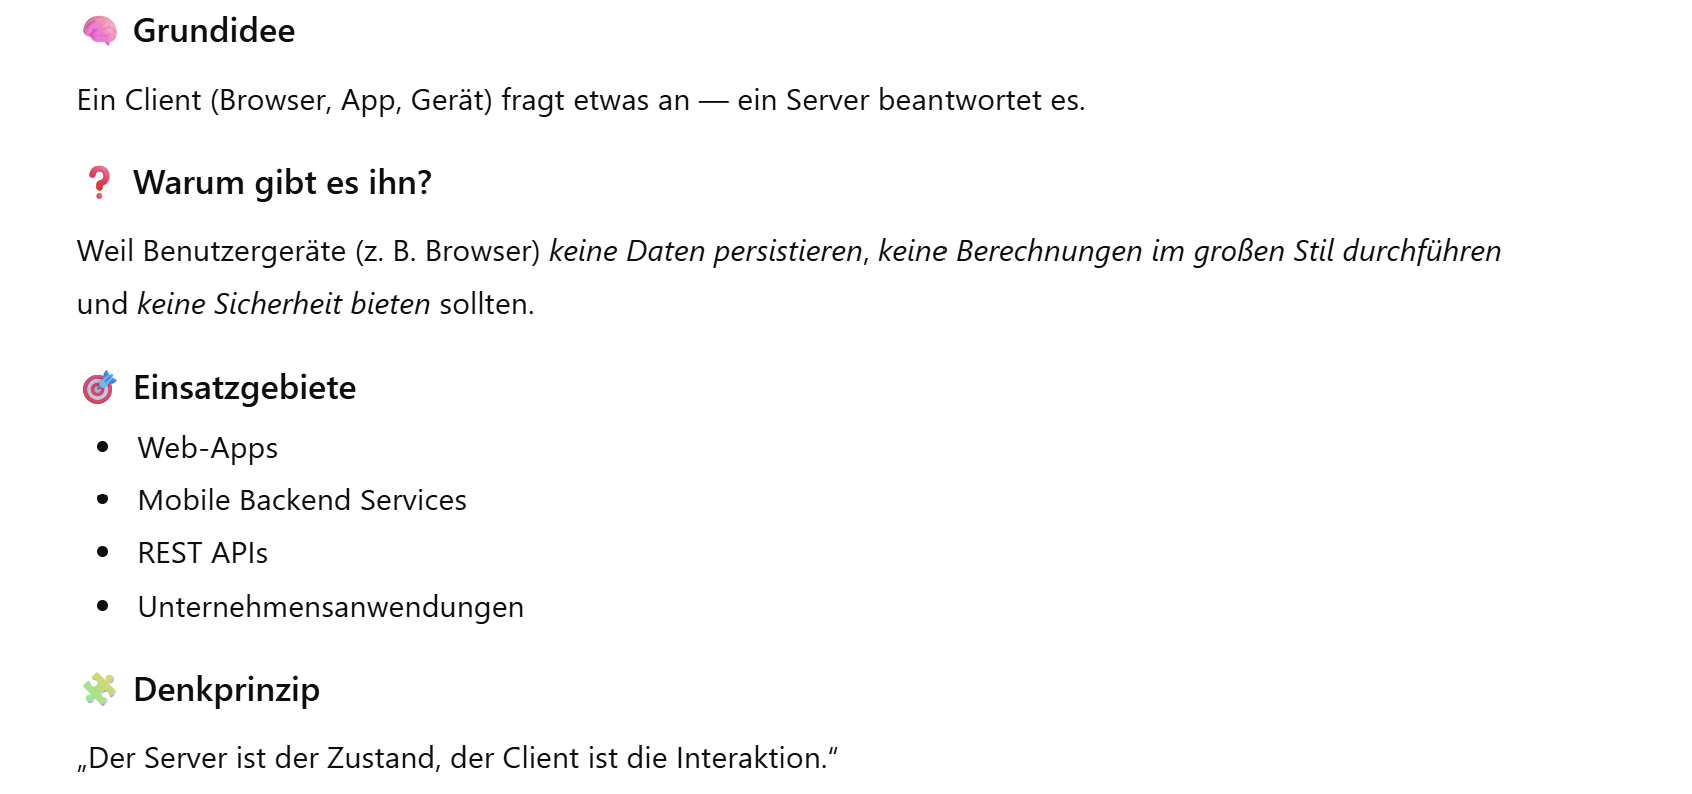 🧠 Grundidee
Ein Client (Browser, App, Gerät) fragt etwas an — ein Server beantwortet es.
❓ Warum gibt es ihn?
Weil Benutzergeräte (z. B. Browser) keine Daten persistieren, keine Berechnungen im großen Stil durchführen
und keine Sicherheit bieten sollten.
🎯 Einsatzgebiete
• Web-Apps
• Mobile Backend Services
• REST APIs
• Unternehmensanwendungen
🧩 Denkprinzip
„Der Server ist der Zustand, der Client ist die Interaktion.“